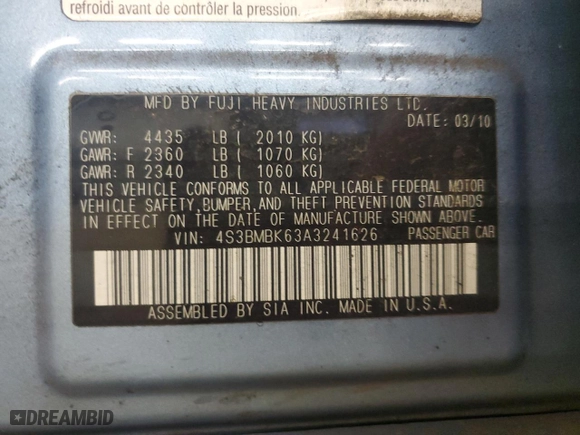 refroidi avant de contrôler la pression.
MFD BY FUJI HEAVY INDUSTRIES LTD.
DATE: 03/10
GVWR: 4435 LB ( 2010 KG)
GAWR: F 2360 LB ( 1070 KG)
GAWR: R 2340 LB ( 1060 KG)
THIS VEHICLE CONFORMS TO ALL APPLICABLE FEDERAL MOTOR
VEHICLE SAFETY,BUMPER,AND THEFT PREVENTION STANDARDS
IN EFFECT ON THE DATE OF MANUFACTURE SHOWN ABOVE.
VIN: 4S3BMBK63A3241626 PASSENGER CAR
ASSEMBLED BY SIA INC. MADE IN U.S.A.
DREAMBID